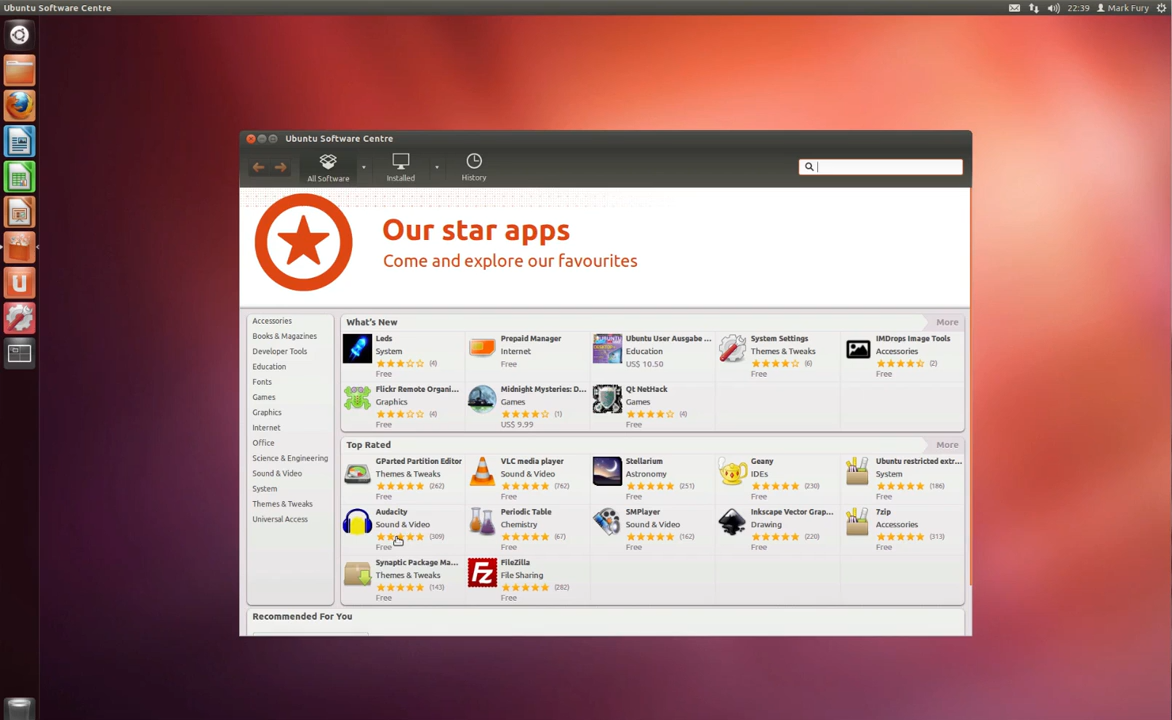 Ubuntu Software Centre
22:39 Mark Fury
Ubuntu Software Centre
All Software Installed History
Our star apps
Come and explore our favourites
Accessories
Books & Magazines
Developer Tools
Education
Fonts
Games
Graphics
Internet
Office
Science & Engineering
Sound & Video
System
Themes & Tweaks
Universal Access
What's New More
Leds
System
(4)
Free
Prepaid Manager
Internet
Free
Ubuntu User Ausgabe ...
Education
US$ 10.50
System Settings
Themes & Tweaks
(6)
Free
IMDrops Image Tools
Accessories
(2)
Free
Flickr Remote Organi...
Graphics
(4)
Free
Midnight Mysteries: D...
Games
(1)
US$ 9.99
Qt NetHack
Games
(4)
Free
Top Rated More
GParted Partition Editor
Themes & Tweaks
(262)
Free
VLC media player
Sound & Video
(762)
Free
Stellarium
Astronomy
(251)
Free
Geany
IDEs
(230)
Free
Ubuntu restricted extr...
System
(186)
Free
Audacity
Sound & Video
(309)
Free
Periodic Table
Chemistry
(67)
Free
SMPlayer
Sound & Video
(162)
Free
Inkscape Vector Grap...
Drawing
(220)
Free
7zip
Accessories
(313)
Free
Synaptic Package Ma...
Themes & Tweaks
(143)
Free
Fz
FileZilla
File Sharing
(282)
Free
Recommended For You